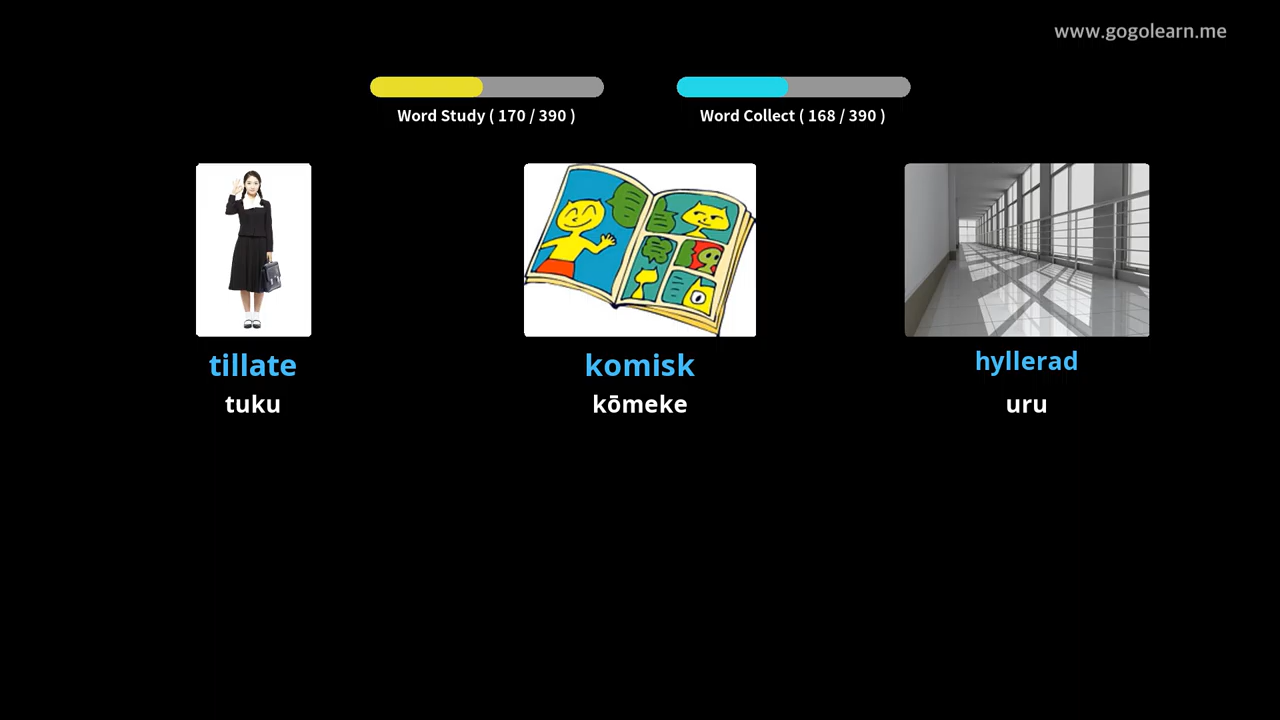 www.gogolearn.me
Word Study ( 170 / 390 )
Word Collect ( 168 / 390 )
tillate
komisk
hyllerad
tuku
kōmeke
uru